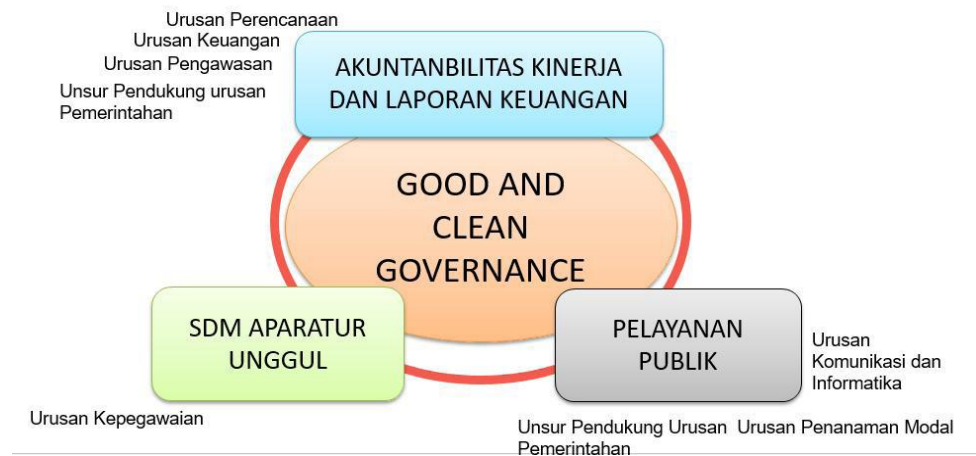 Urusan Perencanaan
Urusan Keuangan
Urusan Pengawasan
Unsur Pendukung urusan
Pemerintahan
AKUNTANBILITAS KINERJA
DAN LAPORAN KEUANGAN
GOOD AND
CLEAN
GOVERNANCE
SDM APARATUR
UNGGUL
PELAYANAN
PUBLIK
Urusan
Komunikasi dan
Informatika
Urusan Kepegawaian
Unsur Pendukung Urusan
Pemerintahan
Urusan Penanaman Modal